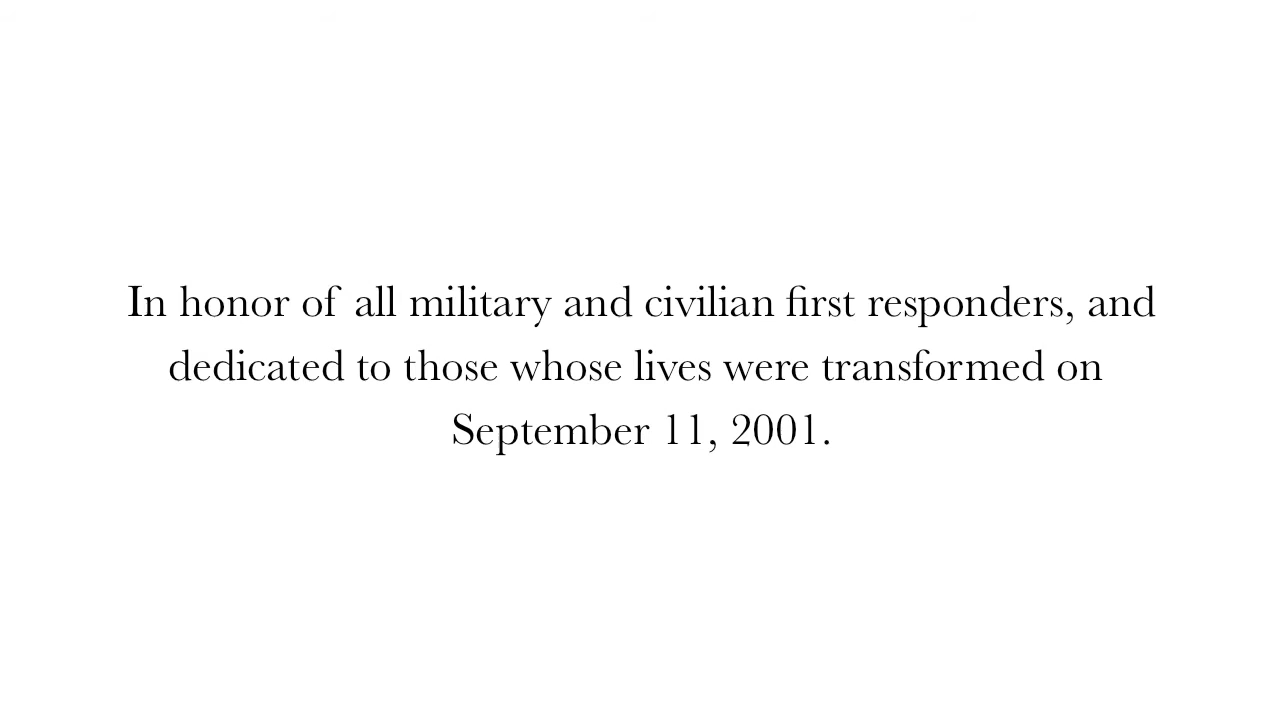 In honor of all military and civilian first responders, and
dedicated to those whose lives were transformed on
September 11, 2001.